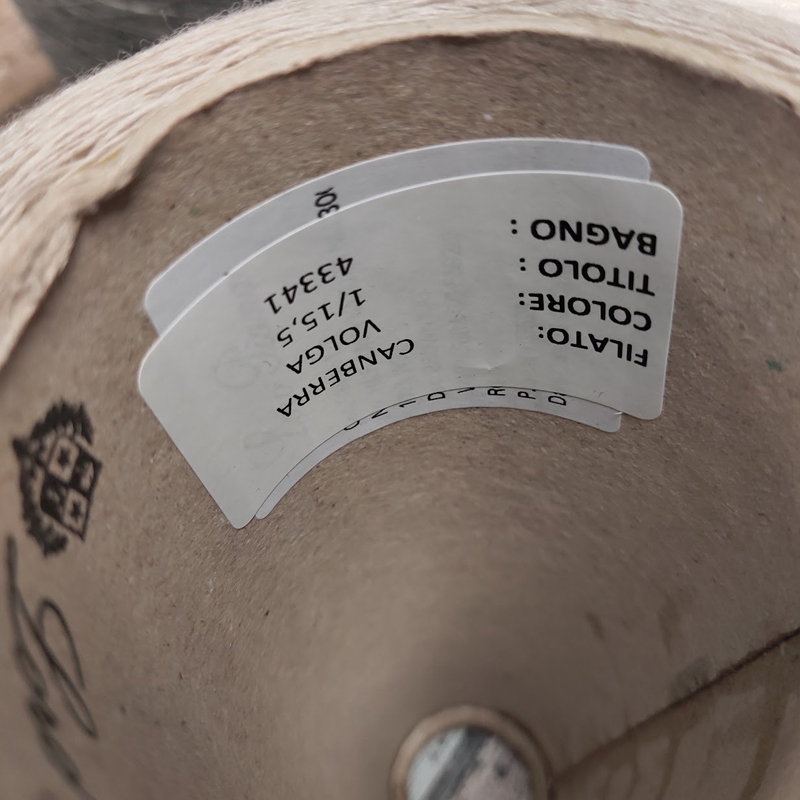 FILATO: CANBERRA
COLORE: VOLGA
TITOLO : 1/15,5
BAGNO : 43341